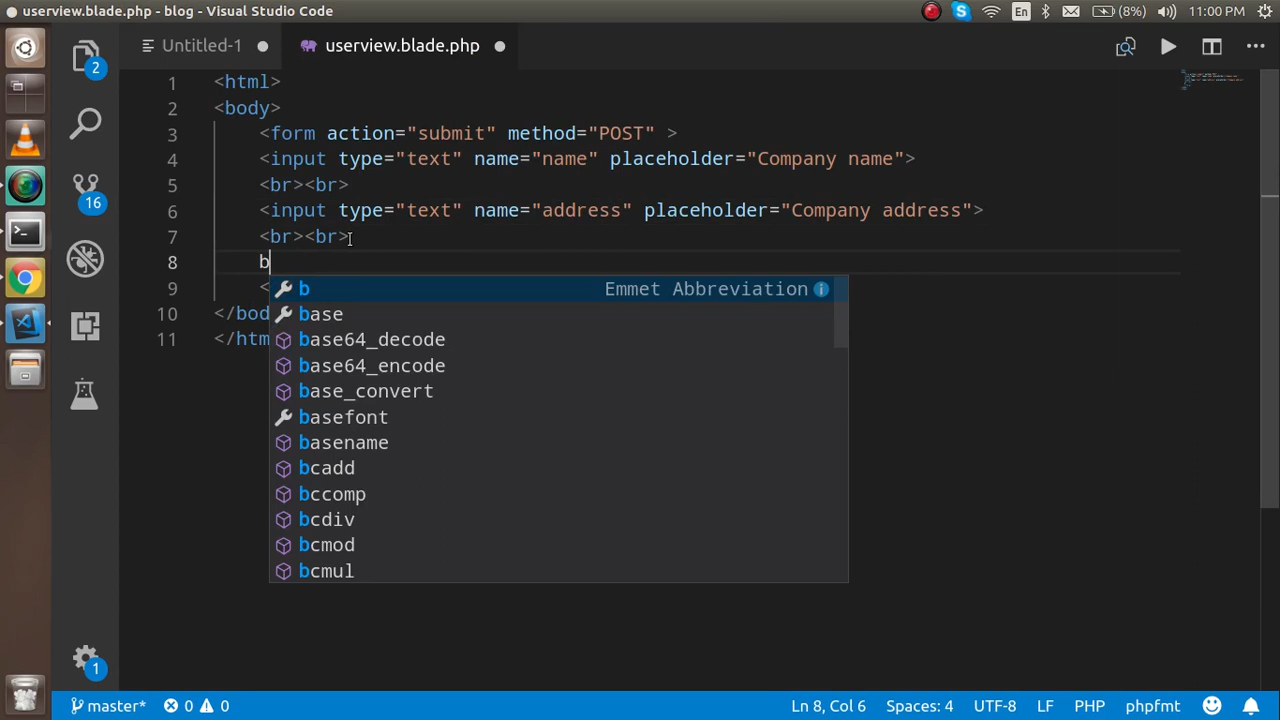 userview.blade.php - blog - Visual Studio Code
En
(8%)
11:00 PM
2
16
1
Untitled-1
userview.blade.php
1 <html>
2 <body>
3 <form action="submit" method="POST" >
4 <input type="text" name="name" placeholder="Company name">
5 <br><br>
6 <input type="text" name="address" placeholder="Company address">
7 <br><br>
8 b
9 <
10 </bod
11 </htm
b Emmet Abbreviation
base
base64_decode
base64_encode
base_convert
basefont
basename
bcadd
bccomp
bcdiv
bcmod
bcmul
master* 0 0 Ln 8, Col 6 Spaces: 4 UTF-8 LF PHP phpfmt